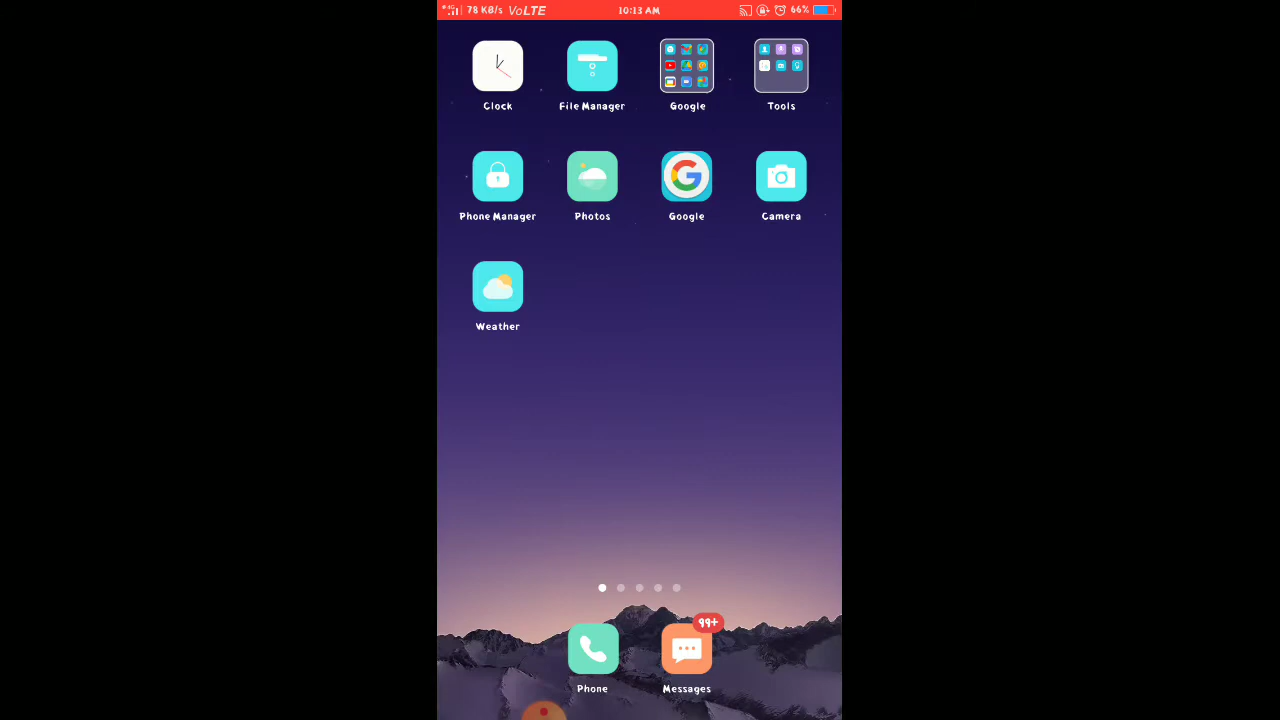 4G 78 KB/s VoLTE 10:13 AM 66%
Clock File Manager Google Tools
Phone Manager Photos Google Camera
Weather
99+
Phone Messages